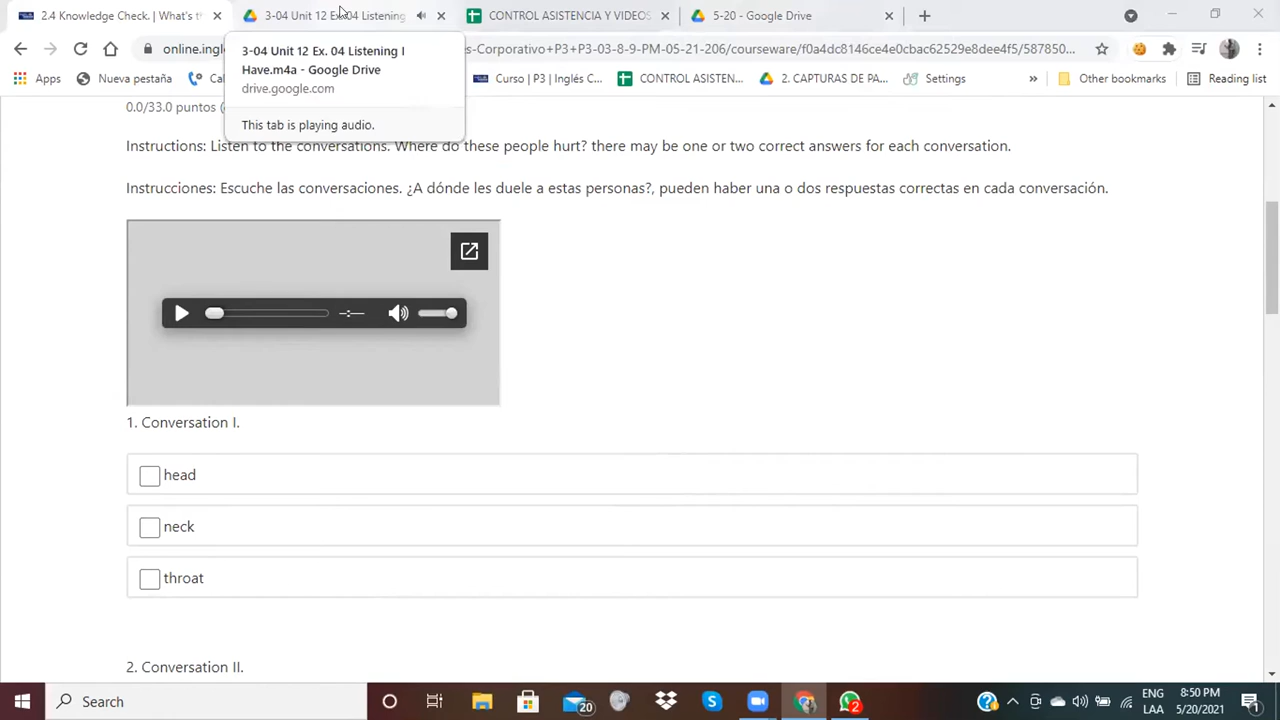 2.4 Knowledge Check. | What's t
3-04 Unit 12 Ex. 04 Listening
CONTROL ASISTENCIA Y VIDEOS
5-20 - Google Drive
online.ingl
s-Corporativo+P3+P3-03-8-9-PM-05-21-206/courseware/f0a4dc81146ce4e0cbac62529e8dee4f5/587850...
Apps
Nueva pestaña
Cal
Curso | P3 | Inglés C...
CONTROL ASISTEN...
2. CAPTURAS DE PA...
Settings
»
Other bookmarks
Reading list
3-04 Unit 12 Ex. 04 Listening I
Have.m4a - Google Drive
drive.google.com
This tab is playing audio.
0.0/33.0 puntos (
Instructions: Listen to the conversations. Where do these people hurt? there may be one or two correct answers for each conversation.
Instrucciones: Escuche las conversaciones. ¿A dónde les duele a estas personas?, pueden haber una o dos respuestas correctas en cada conversación.
-:-
1. Conversation I.
head
neck
throat
2. Conversation II.
Search
20
2
ENG
LAA
8:50 PM
5/20/2021
1